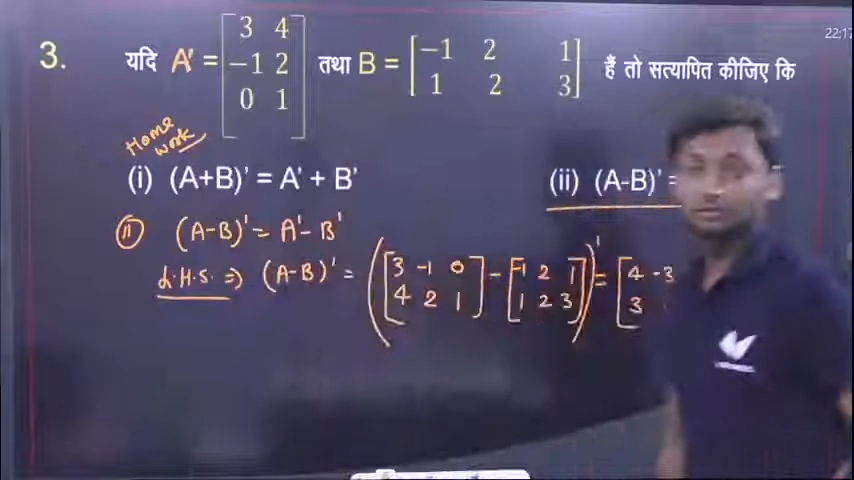 22:17
3. यदि A' = [3 4 -1 2 0 1] तथा B = [-1 2 1 1 2 3] हैं तो सत्यापित कीजिए कि
Home work
(i) (A+B)' = A' + B' (ii) (A-B)' =
(ii) (A-B)' = A' - B'
L.H.S. ⇒ (A-B)' = ([3 -1 0 4 2 1] - [-1 2 1 1 2 3])' = [4 -3 3